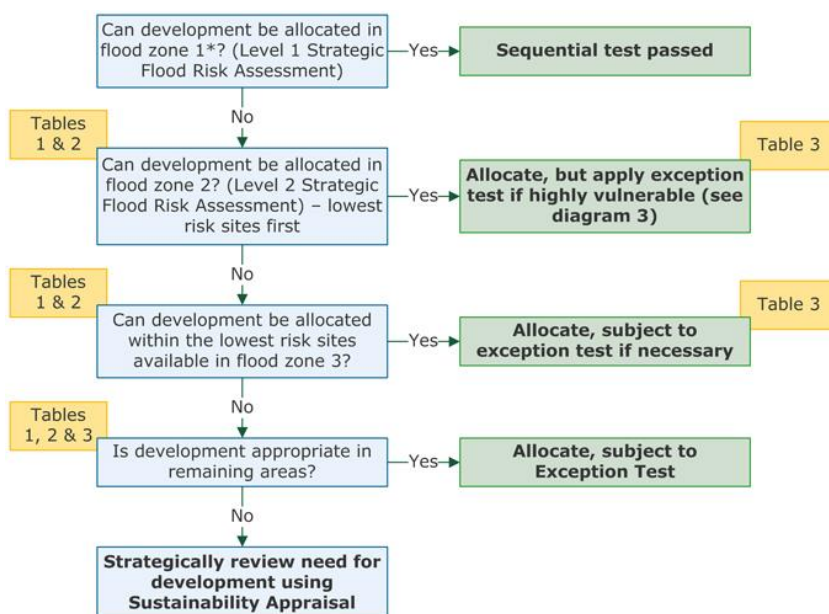 Can development be allocated in
flood zone 1*? (Level 1 Strategic
Flood Risk Assessment)
Yes
Sequential test passed
No
Tables
1 & 2
Can development be allocated in
flood zone 2? (Level 2 Strategic
Flood Risk Assessment) – lowest
risk sites first
Yes
Table 3
Allocate, but apply exception
test if highly vulnerable (see
diagram 3)
No
Tables
1 & 2
Can development be allocated
within the lowest risk sites
available in flood zone 3?
Yes
Table 3
Allocate, subject to
exception test if necessary
No
Tables
1, 2 & 3
Is development appropriate in
remaining areas?
Yes
Allocate, subject to
Exception Test
No
Strategically review need for
development using
Sustainability Appraisal